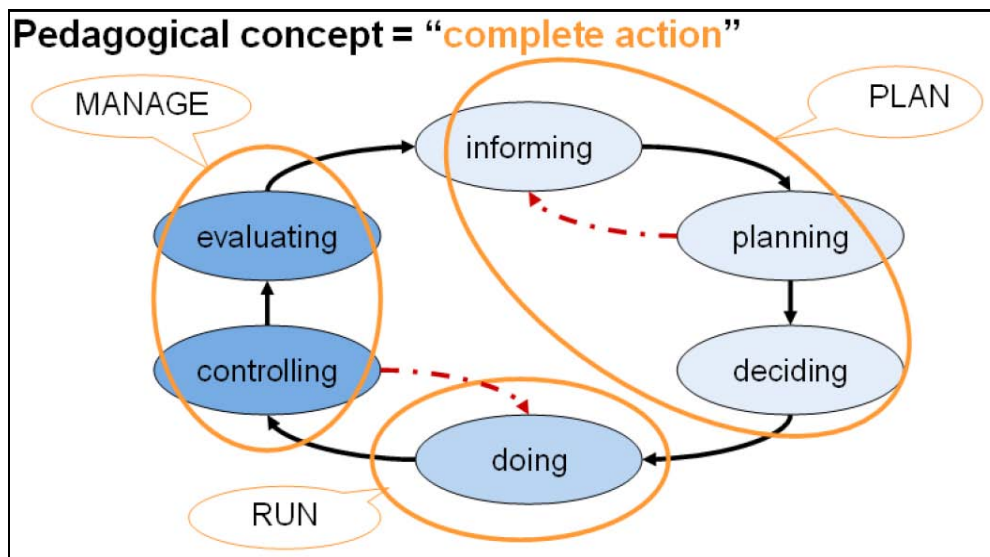 Pedagogical concept = “complete action”
MANAGE
PLAN
informing
evaluating
planning
controlling
deciding
doing
RUN